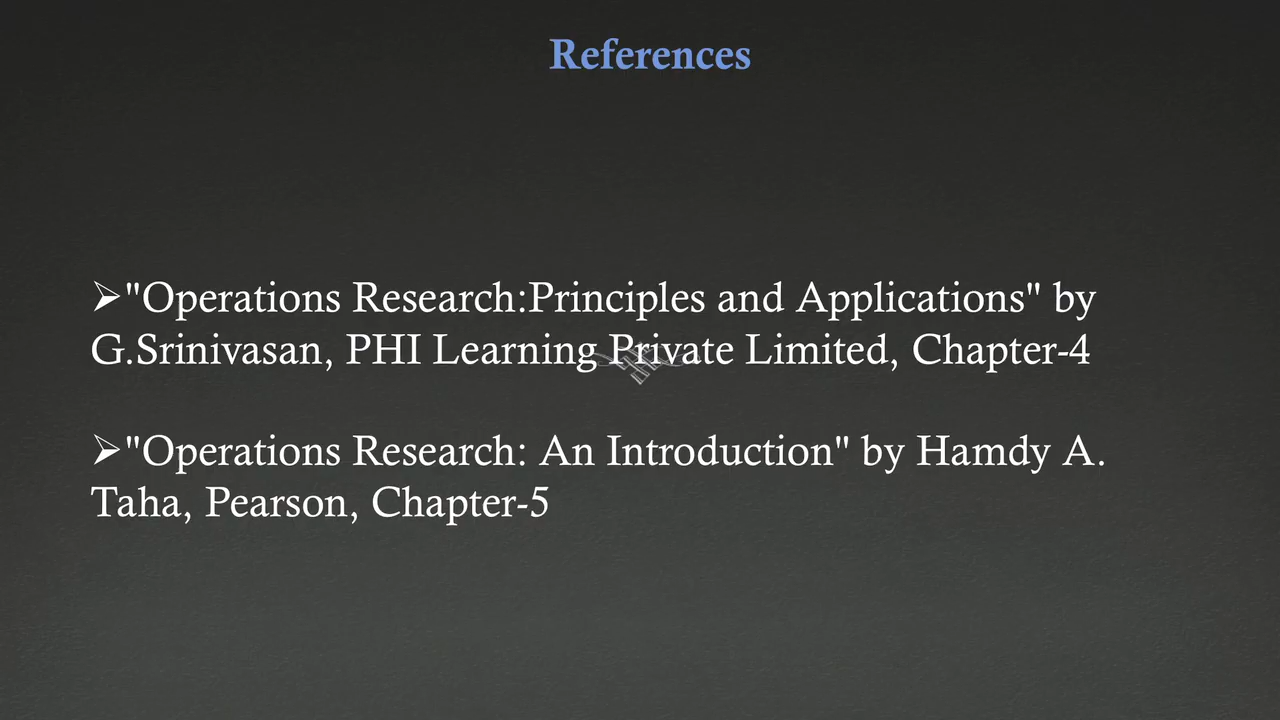 References
➢"Operations Research:Principles and Applications" by
G.Srinivasan, PHI Learning Private Limited, Chapter-4
➢"Operations Research: An Introduction" by Hamdy A.
Taha, Pearson, Chapter-5